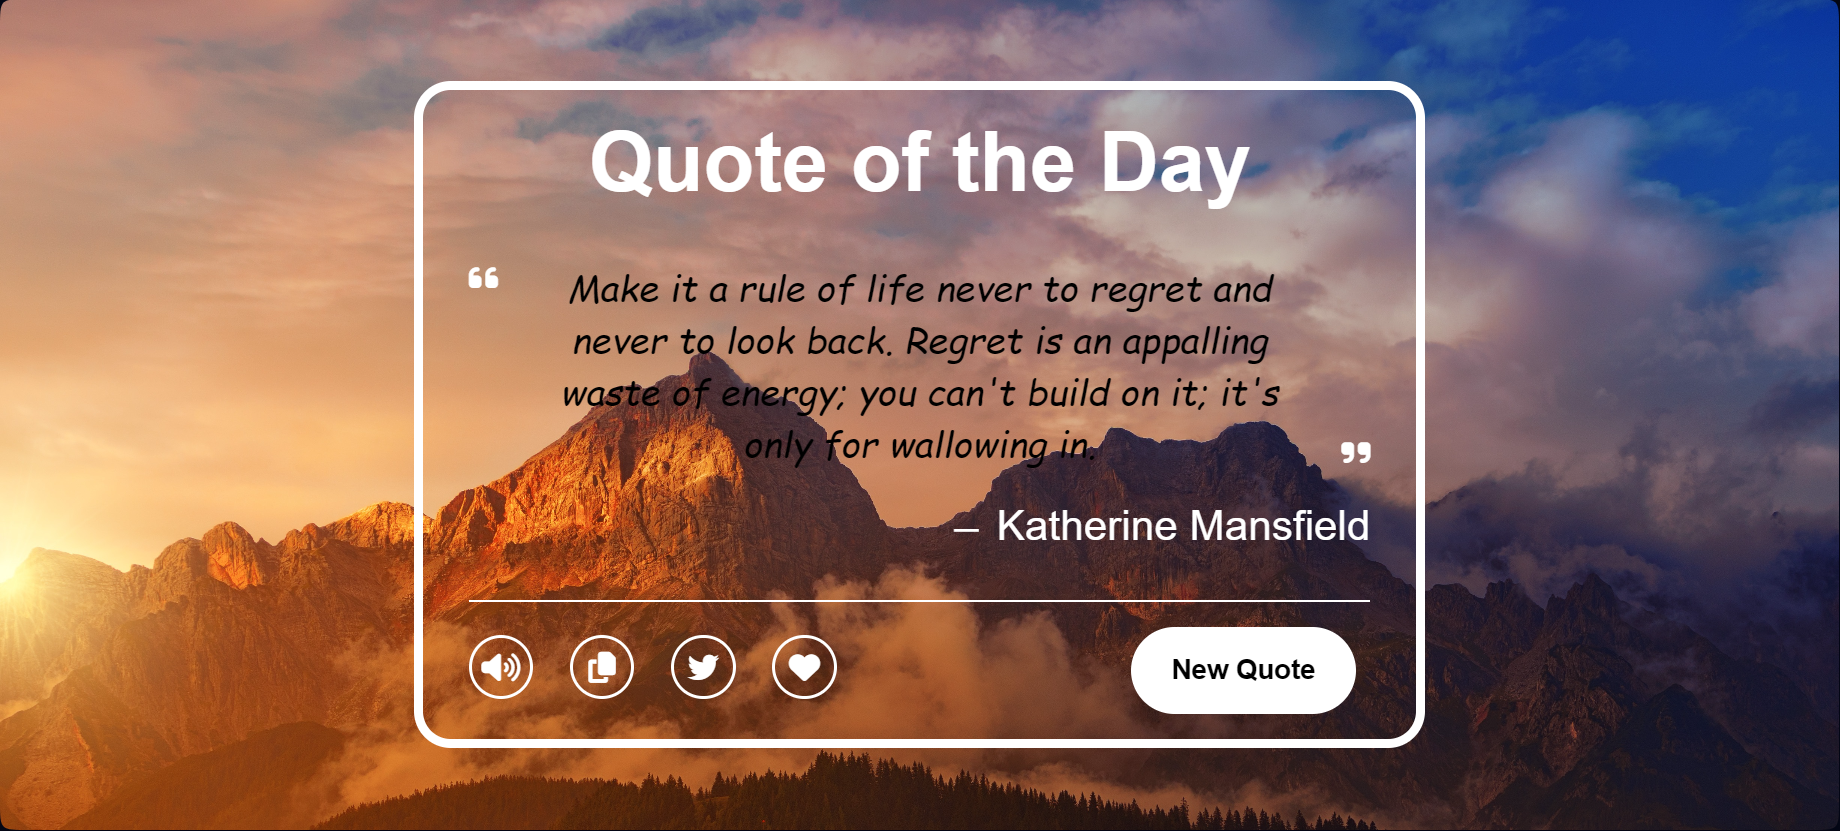 Quote of the Day
“
Make it a rule of life never to regret and
never to look back. Regret is an appalling
waste of energy; you can't build on it; it's
only for wallowing in.
”
– Katherine Mansfield
New Quote